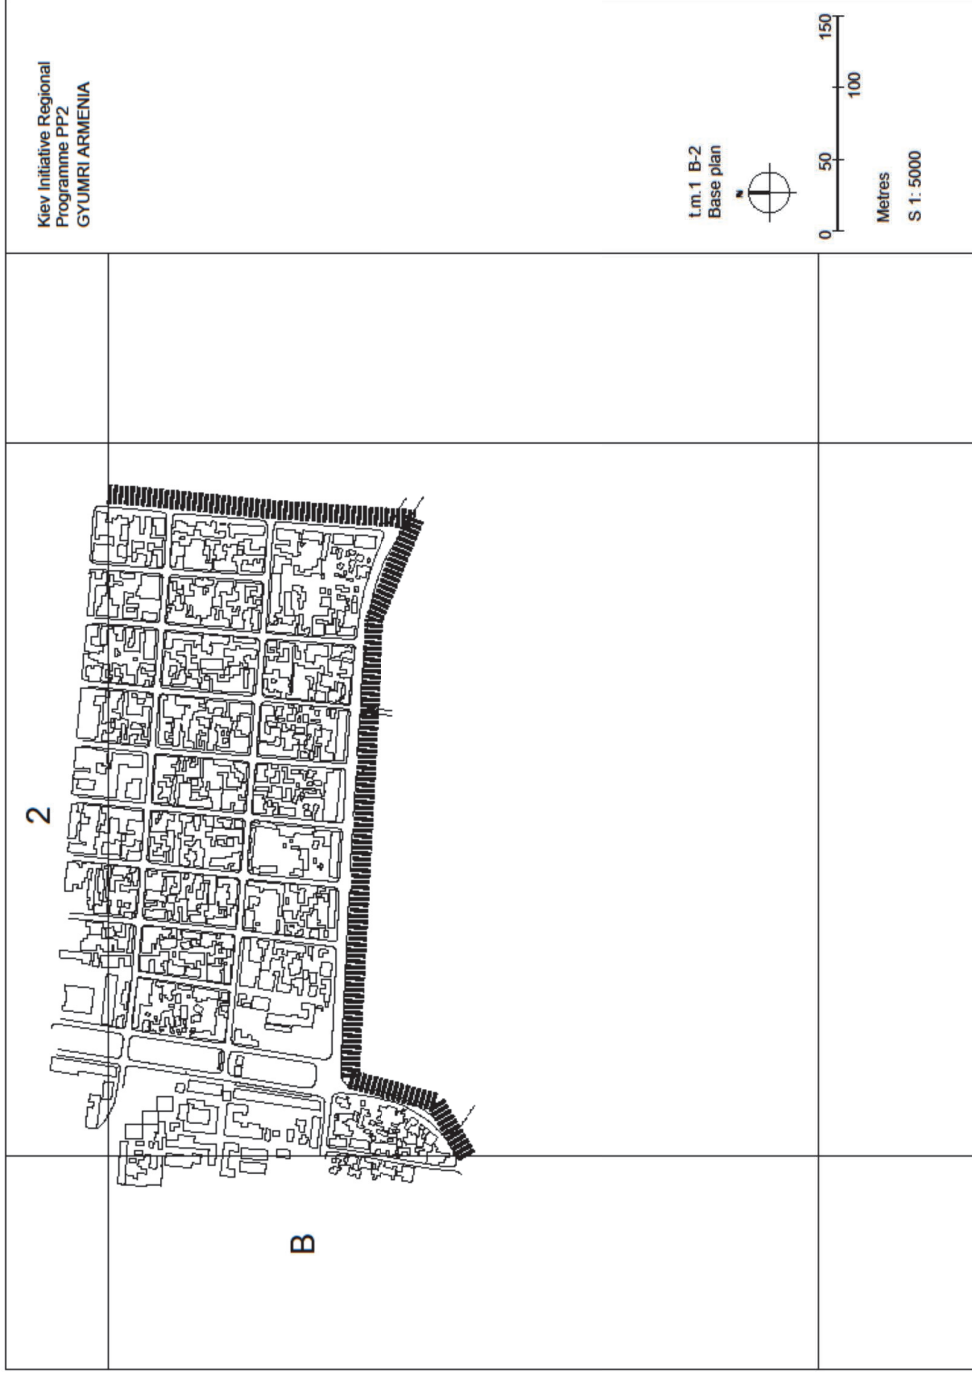 Kiev Initiative Regional
Programme PP2
GYUMRI ARMENIA
2
B
t.m.1 B-2
Base plan
N
0 50 100 150
Metres
S 1: 5000